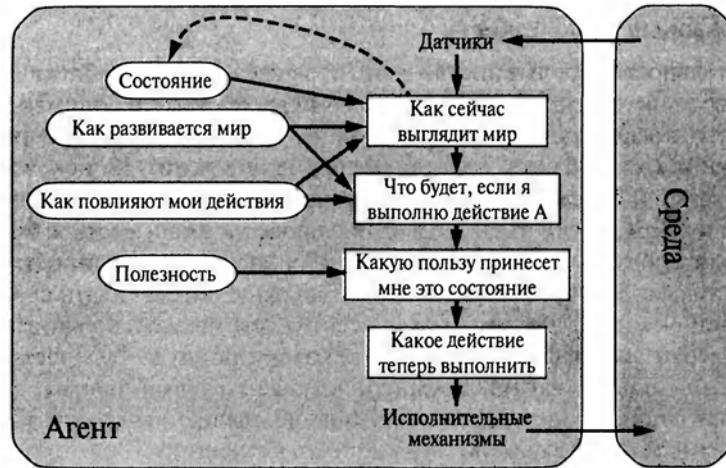 Датчики
Состояние
Как сейчас
выглядит мир
Как развивается мир
Что будет, если я
выполню действие А
Как повлияют мои действия
Какую пользу принесет
мне это состояние
Полезность
Какое действие
теперь выполнить
Исполнительные
механизмы
Агент
Среда